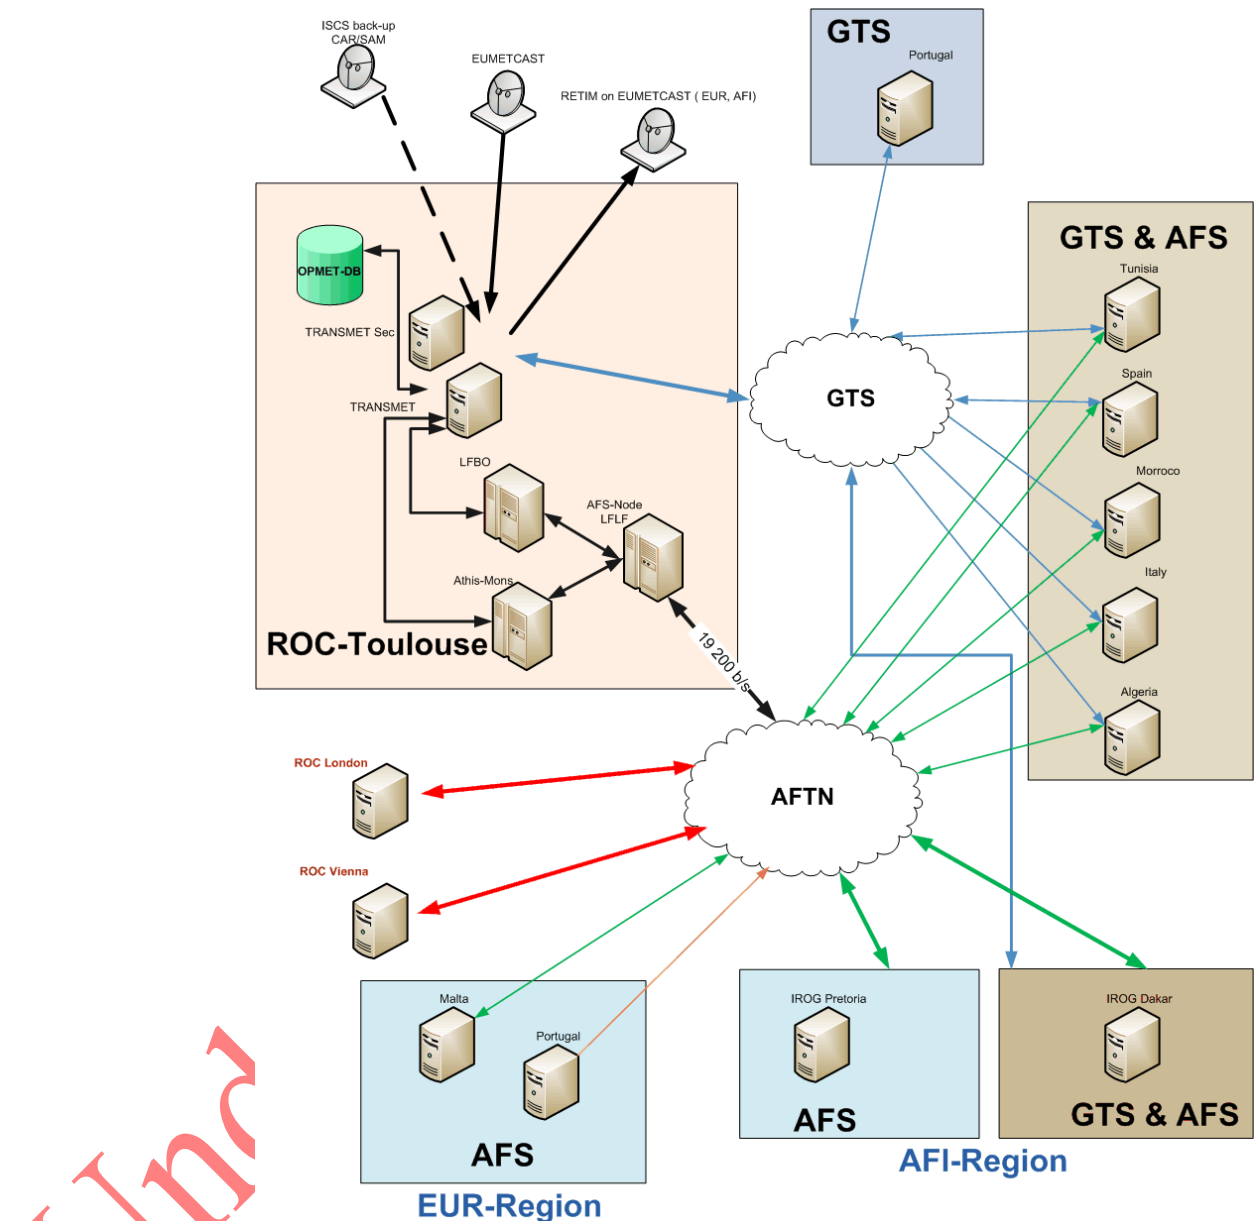 ISCS back-up
CAR/SAM
EUMETCAST
RETIM on EUMETCAST ( EUR, AFI)
GTS
Portugal
GTS & AFS
Tunisia
Spain
Morroco
Italy
Algeria
OPMET-DB
TRANSMET Sec
TRANSMET
LFBO
AFS-Node
LFLF
Athis-Mons
ROC-Toulouse
19 200 b/s
GTS
AFTN
ROC London
ROC Vienna
Malta
Portugal
AFS
EUR-Region
IROG Pretoria
AFS
IROG Dakar
GTS & AFS
AFI-Region
Und